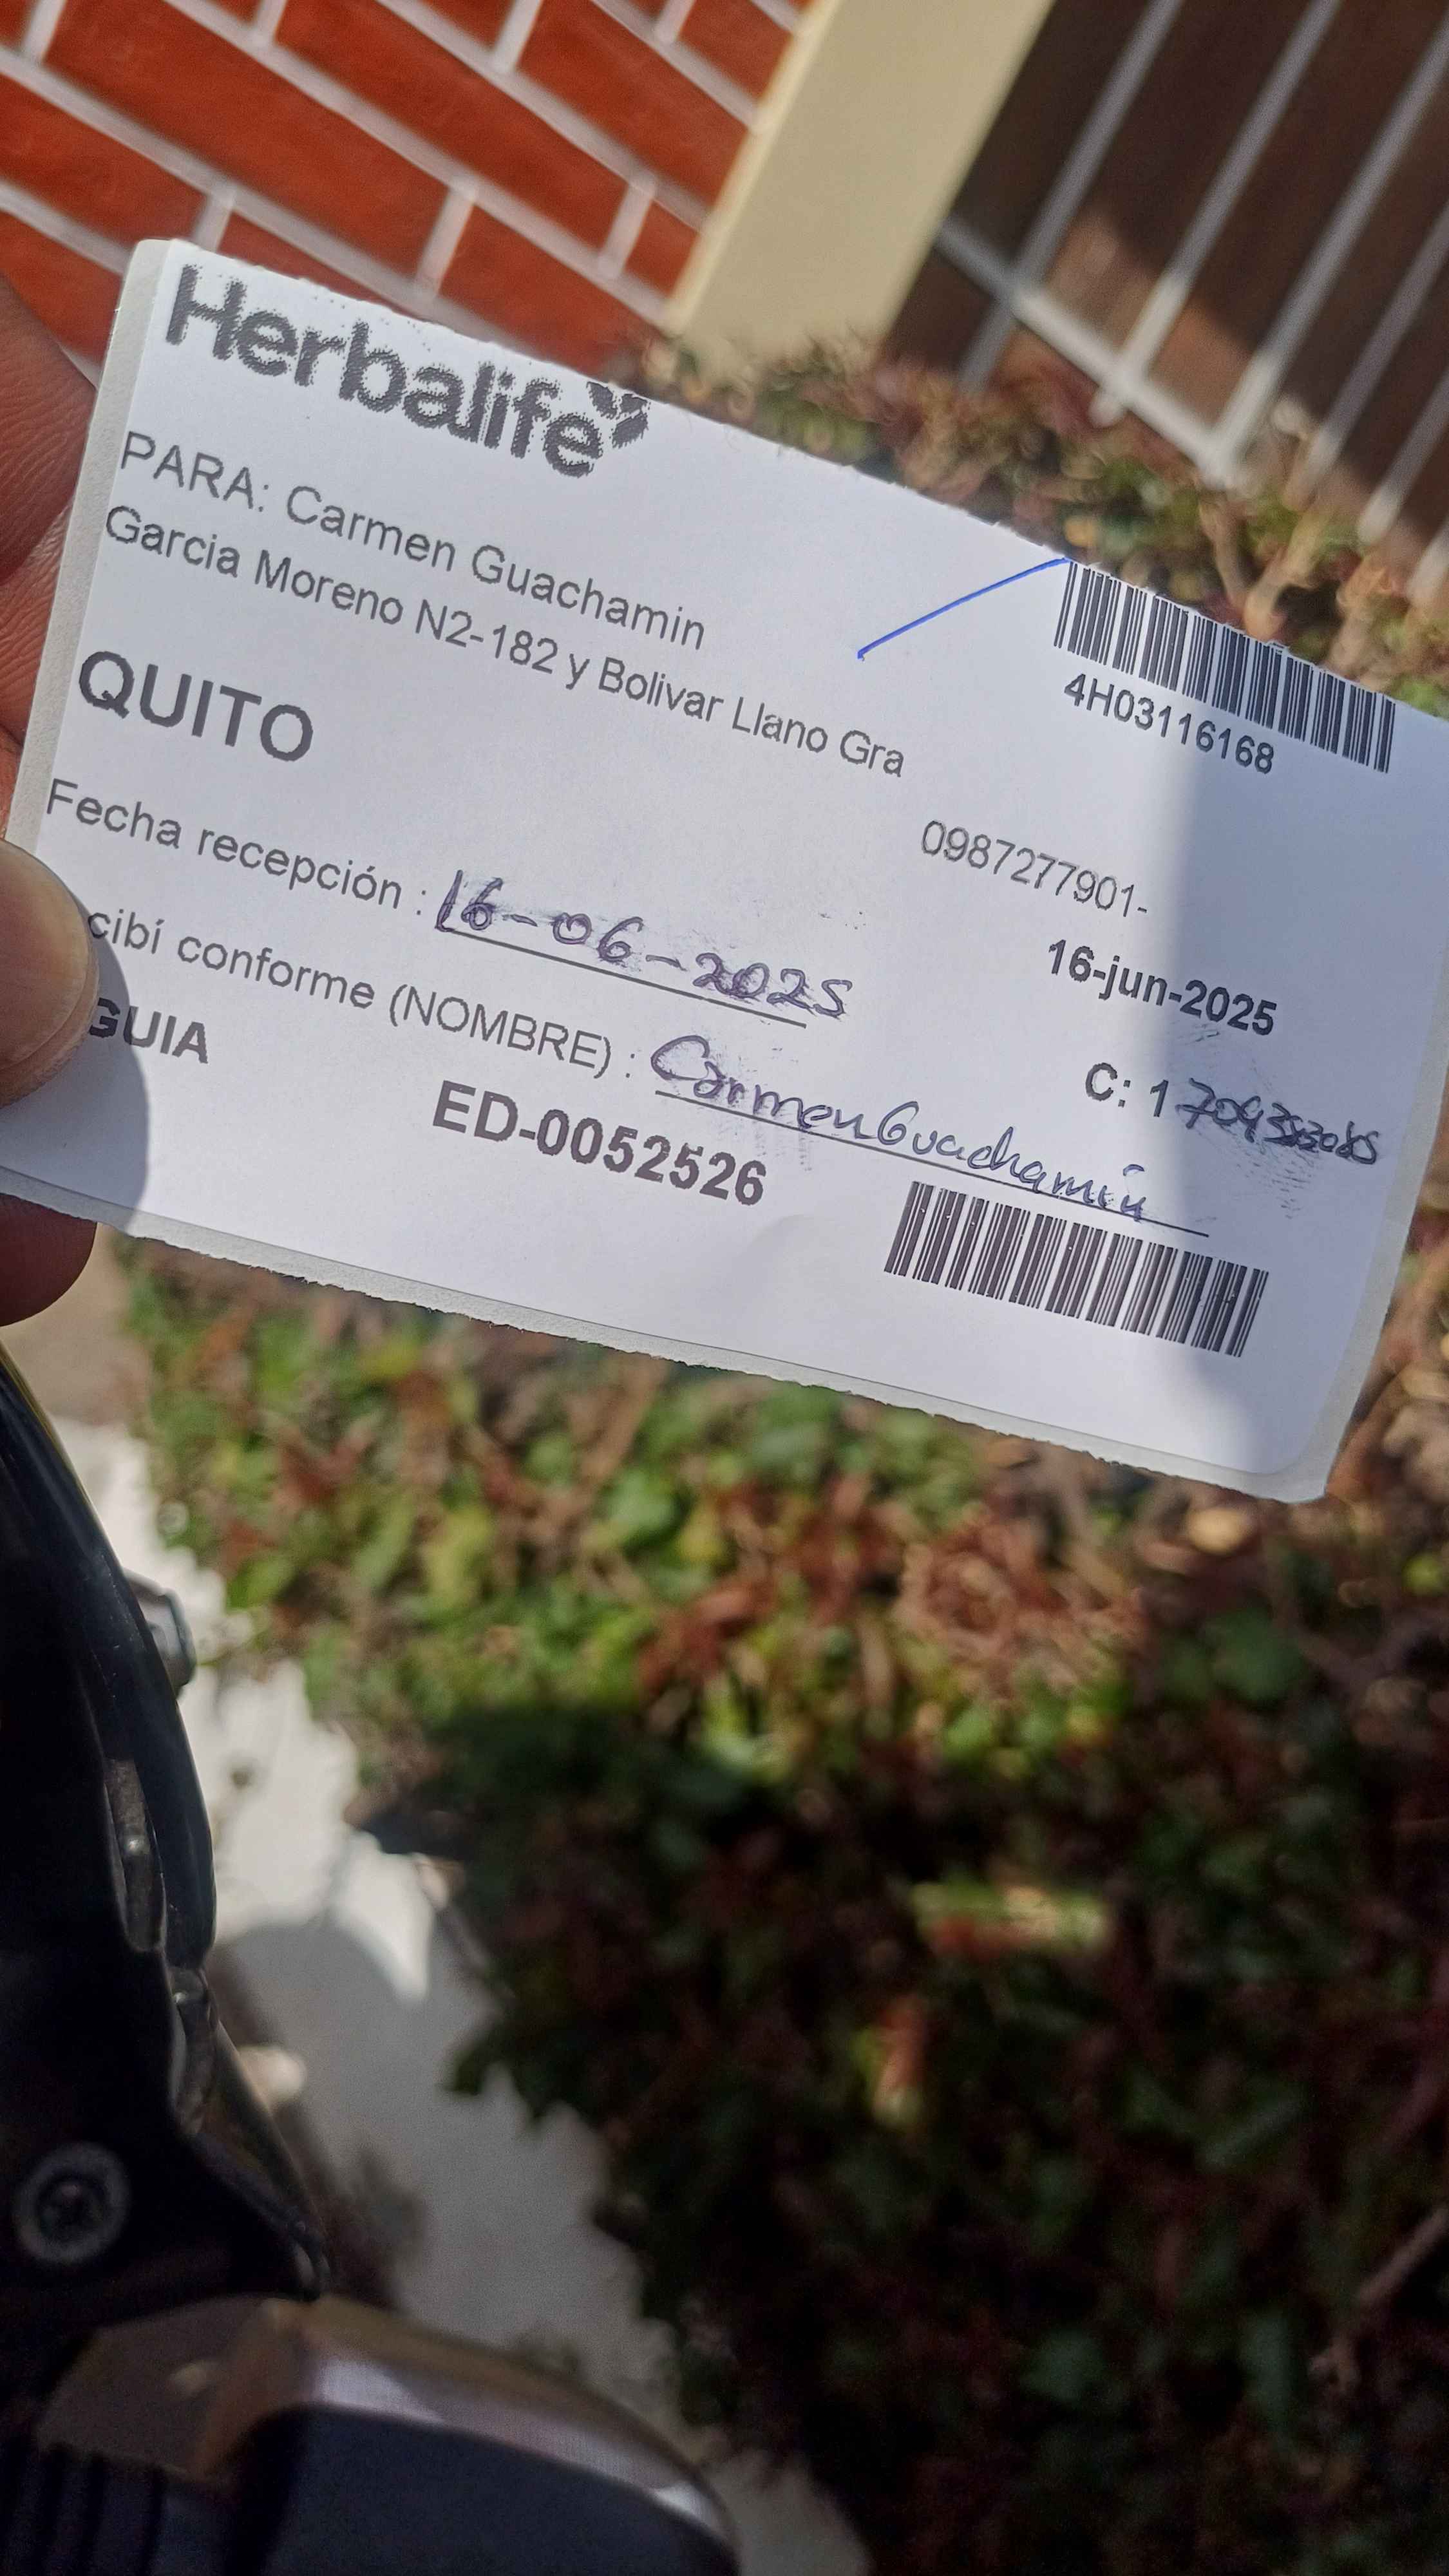 Herbalife
PARA: Carmen Guachamin
Garcia Moreno N2-182 y Bolivar Llano Gra
4H03116168
QUITO
0987277901-
Fecha recepción : 16-06-2025
16-jun-2025
cibí conforme (NOMBRE) : Carmen Guachamin
C: 1
GUIA
ED-0052526